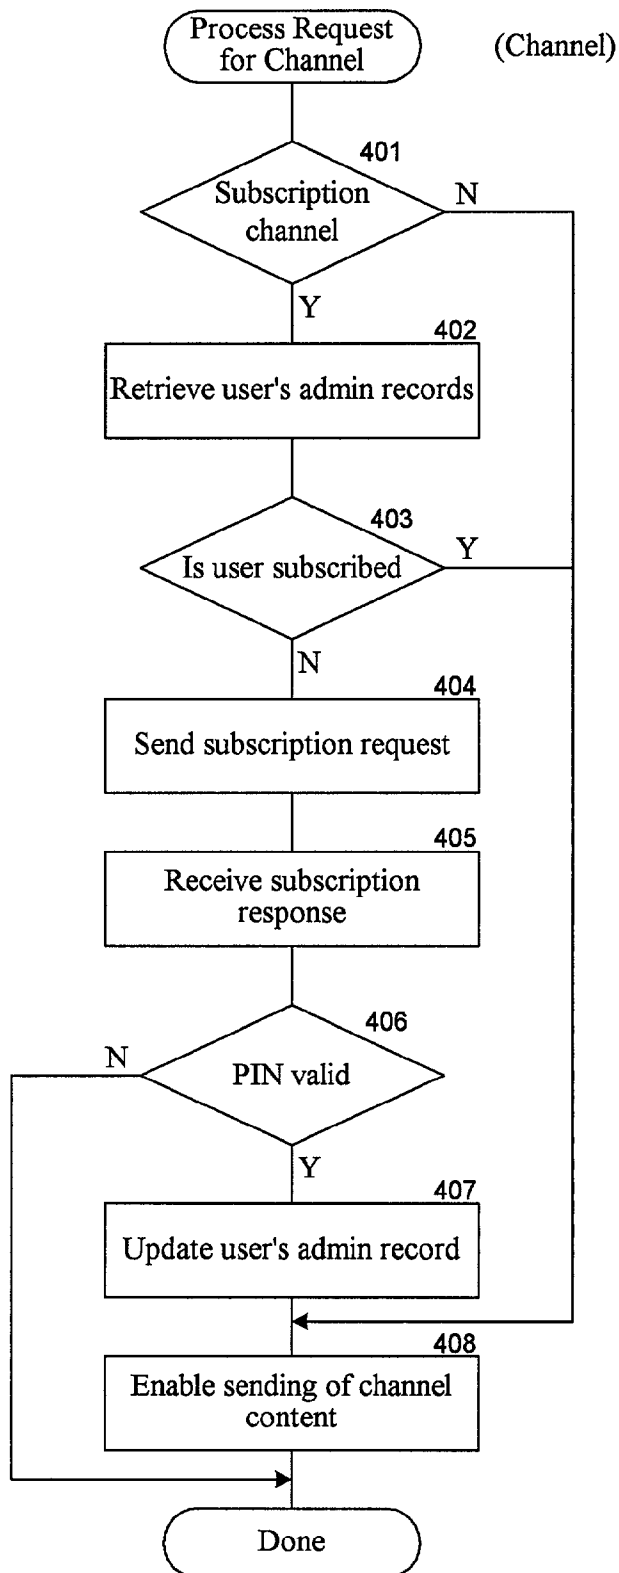 Process Request
for Channel
(Channel)
401
Subscription
channel
N
Y
402
Retrieve user's admin records
403
Is user subscribed
Y
N
404
Send subscription request
405
Receive subscription
response
406
PIN valid
N
Y
407
Update user's admin record
408
Enable sending of channel
content
Done